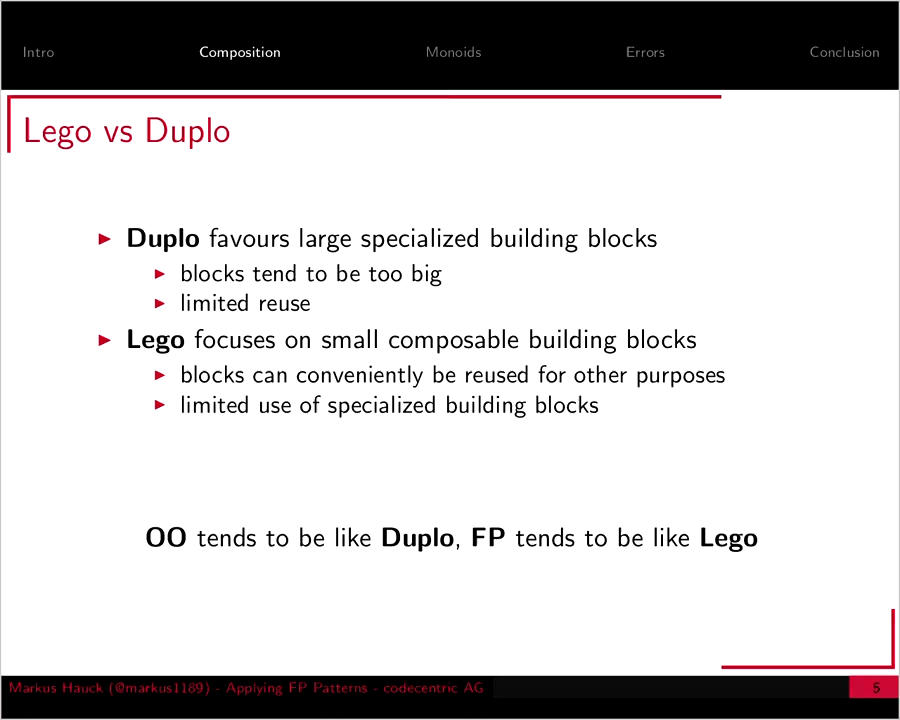 Intro Composition Monoids Errors Conclusion
Lego vs Duplo
Duplo favours large specialized building blocks
blocks tend to be too big
limited reuse
Lego focuses on small composable building blocks
blocks can conveniently be reused for other purposes
limited use of specialized building blocks
OO tends to be like Duplo, FP tends to be like Lego
Markus Hauck (@markus1189) - Applying FP Patterns - codecentric AG 5